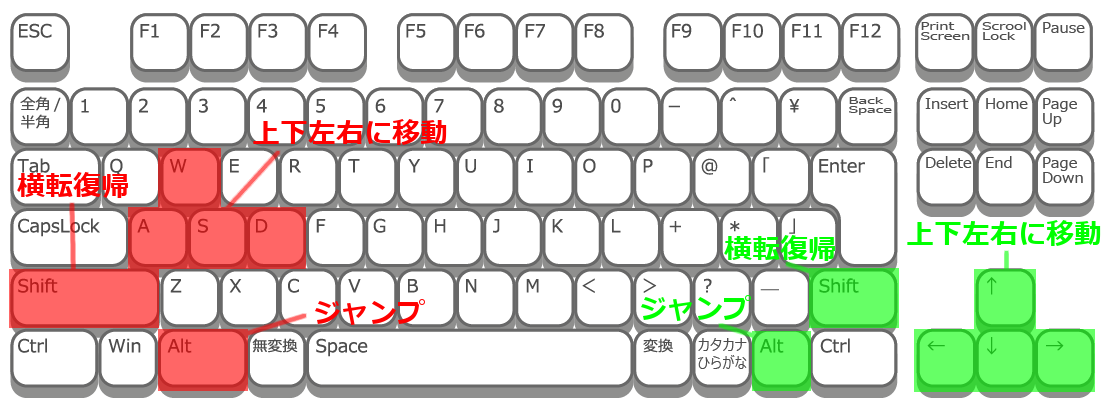 ESC F1 F2 F3 F4 F5 F6 F7 F8 F9 F10 F11 F12 Print Screen Scrool Lock Pause
全角/半角 1 2 3 4 5 6 7 8 9 0 － ＾ ￥ Back Space Insert Home Page Up
上下左右に移動
Tab Q W E R T Y U I O P @ 「 Enter Delete End Page Down
横転復帰
CapsLock A S D F G H J K L + * 」
横転復帰 上下左右に移動
Shift Z X C V B N M ＜ ＞ ? ― Shift ↑
ジャンプ ジャンプ
Ctrl Win Alt 無変換 Space 変換 カタカナ ひらがな Alt Ctrl ← ↓ →